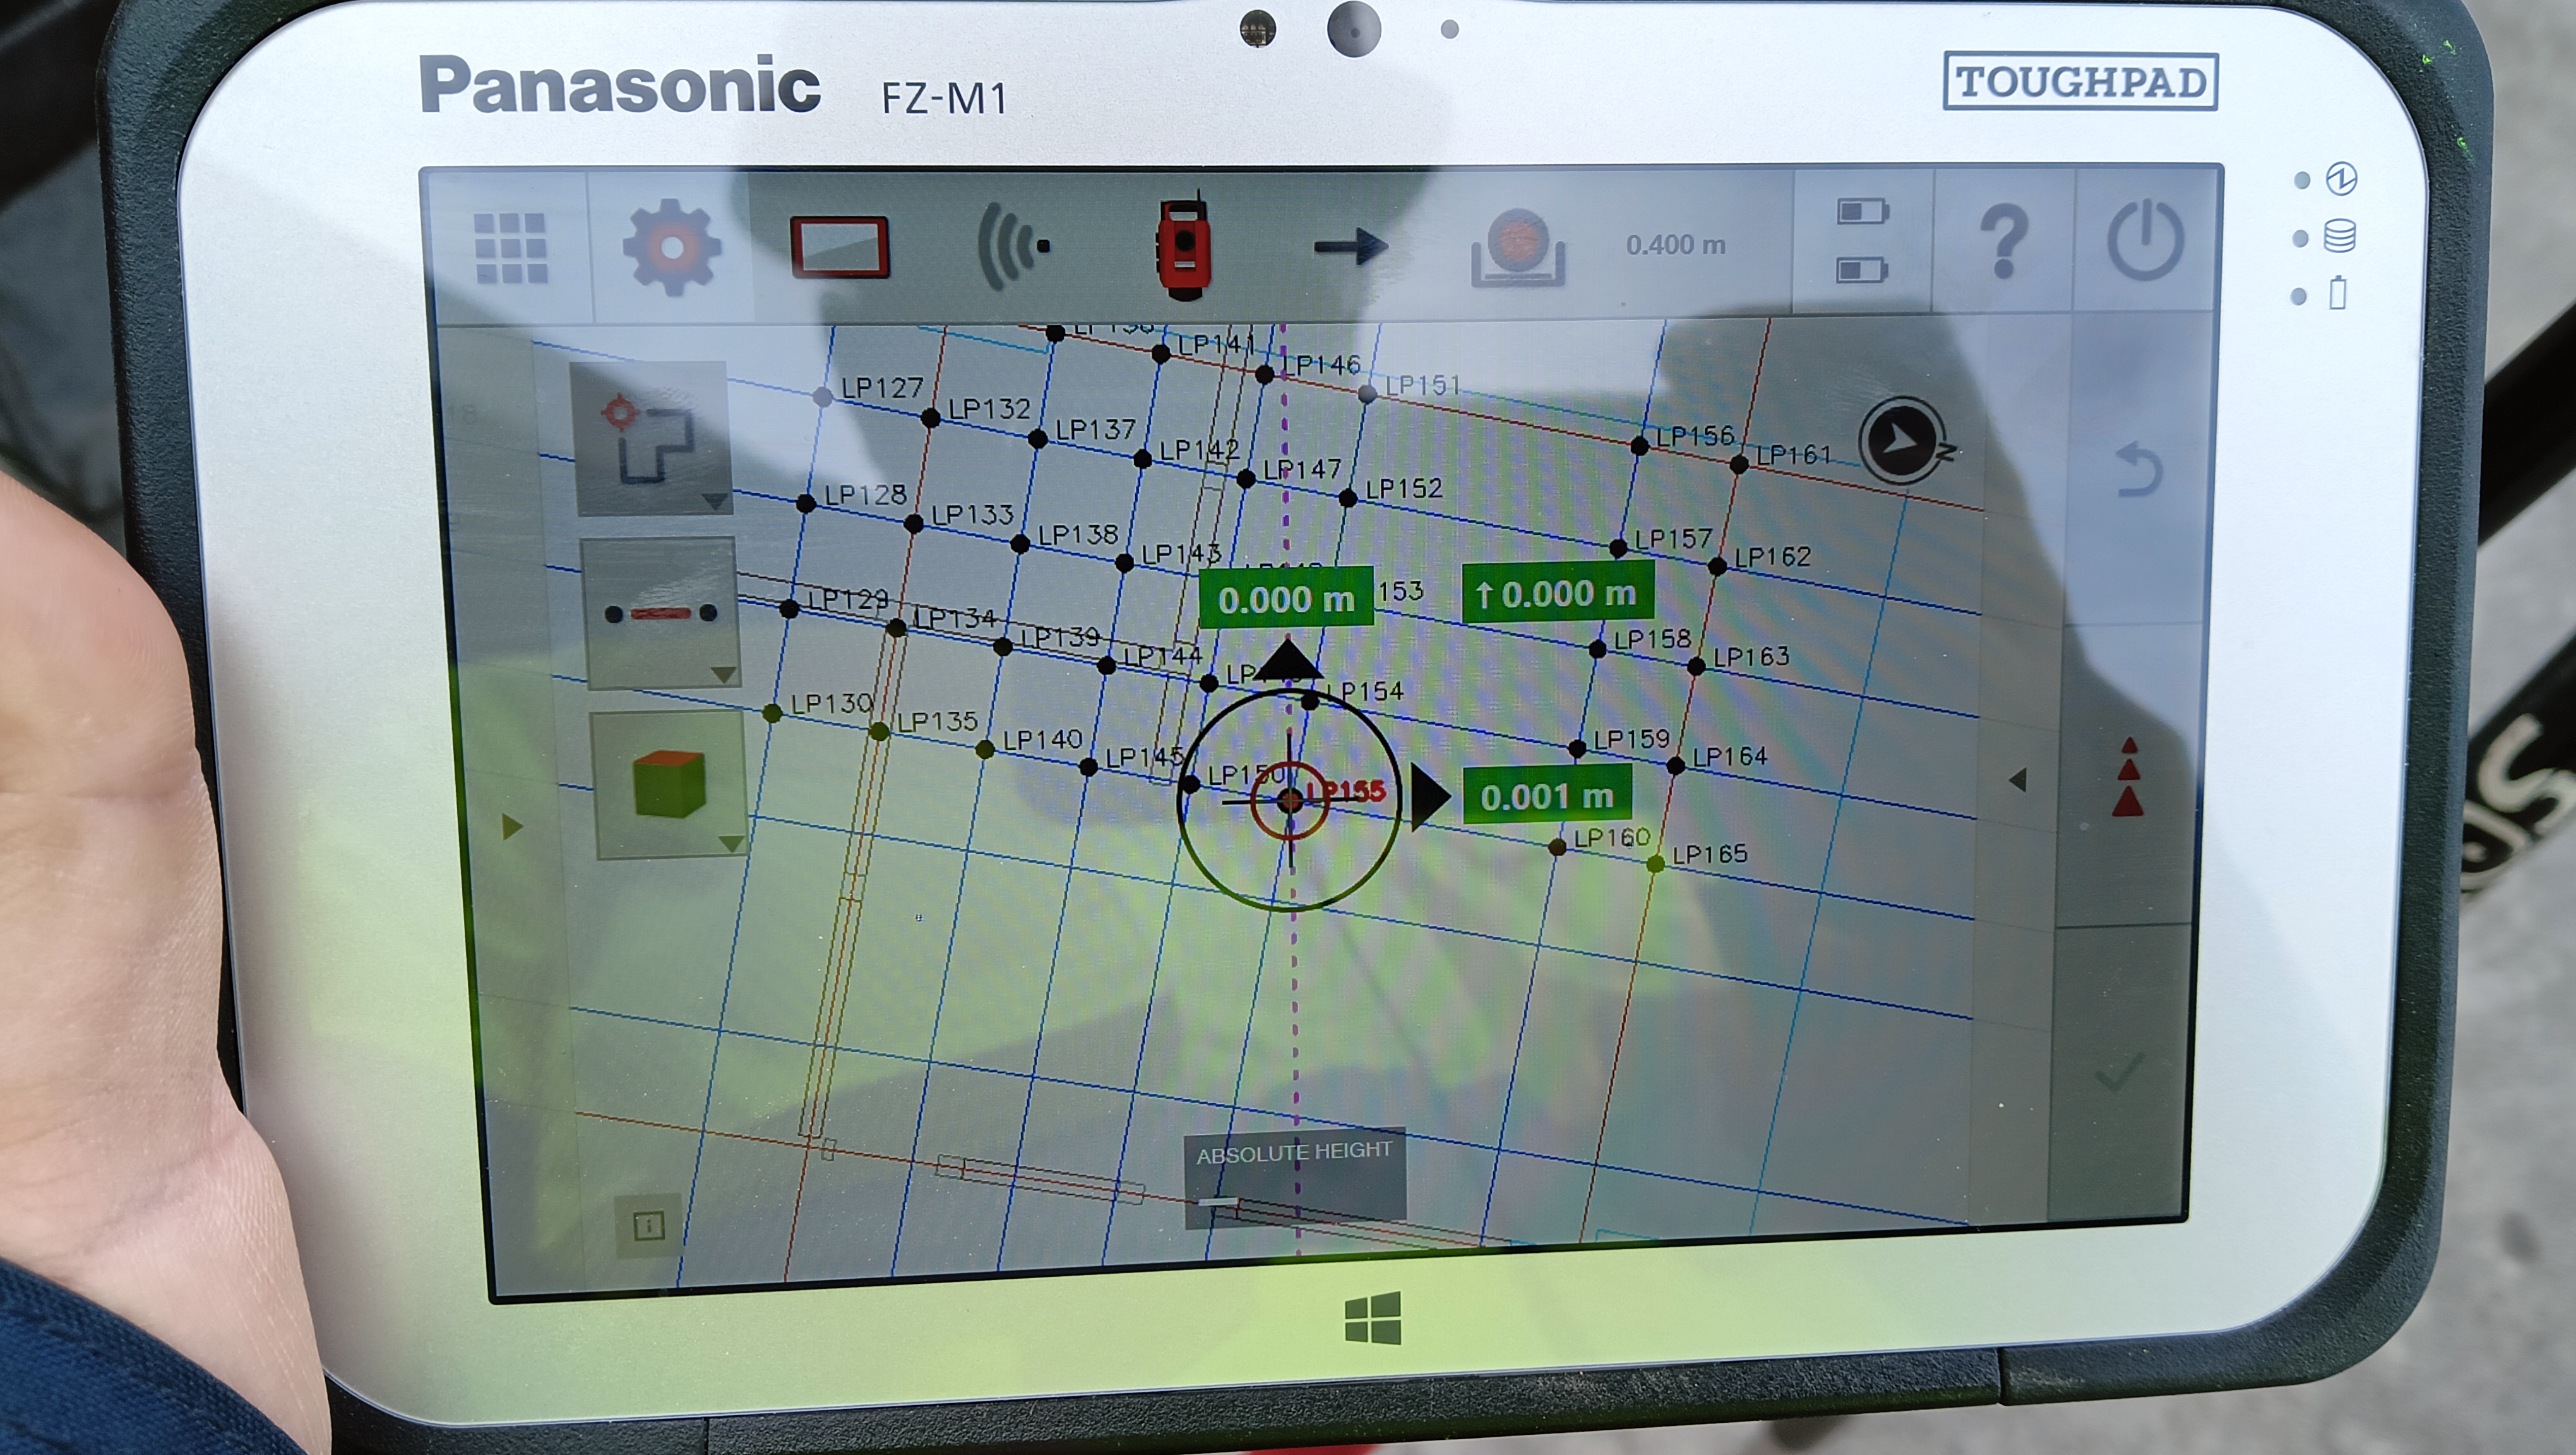 Panasonic FZ-M1 TOUGHPAD
0.400 m ?
LP141
LP146
LP127 LP151
LP132
LP137 LP156
LP142 LP161
LP147
LP128 LP152
LP133
LP138 LP157
LP143 LP162
153
0.000 m ↑ 0.000 m
LP129
LP134 LP158
LP139 LP163
LP144
LP154
LP130
LP135 LP159
LP140 LP164
LP145
LP150
LP155 0.001 m
LP160
LP165
N
ABSOLUTE HEIGHT
i